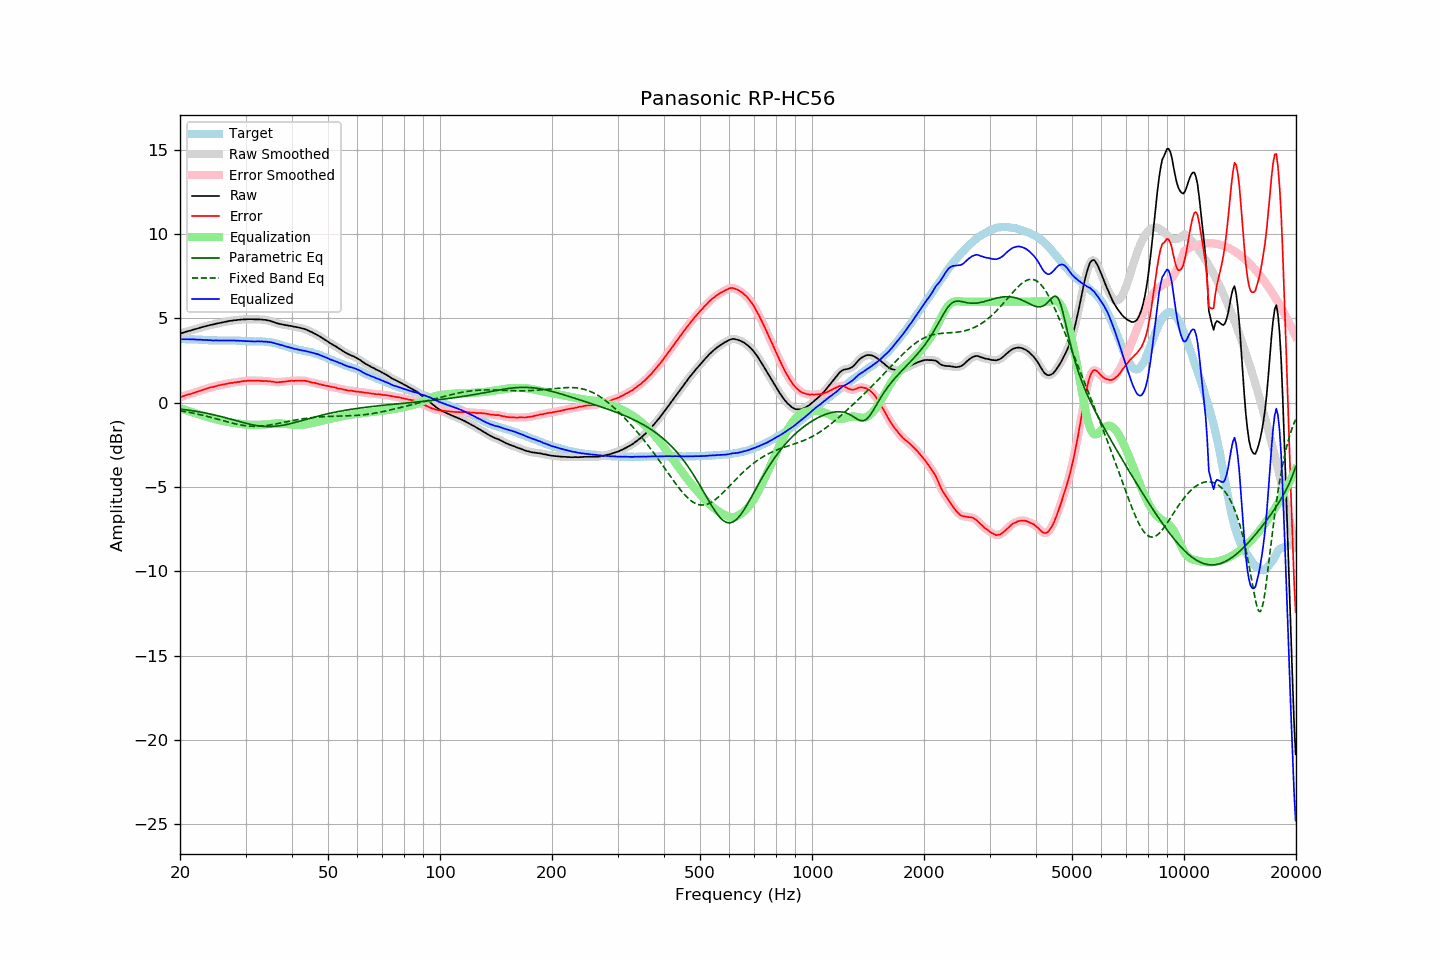 Panasonic RP-HC56
Target
Raw Smoothed
Error Smoothed
Raw
Error
Equalization
Parametric Eq
Fixed Band Eq
Equalized
Amplitude (dBr)
15
10
5
0
−5
−10
−15
−20
−25
20
50
100
200
500
1000
2000
5000
10000
20000
Frequency (Hz)